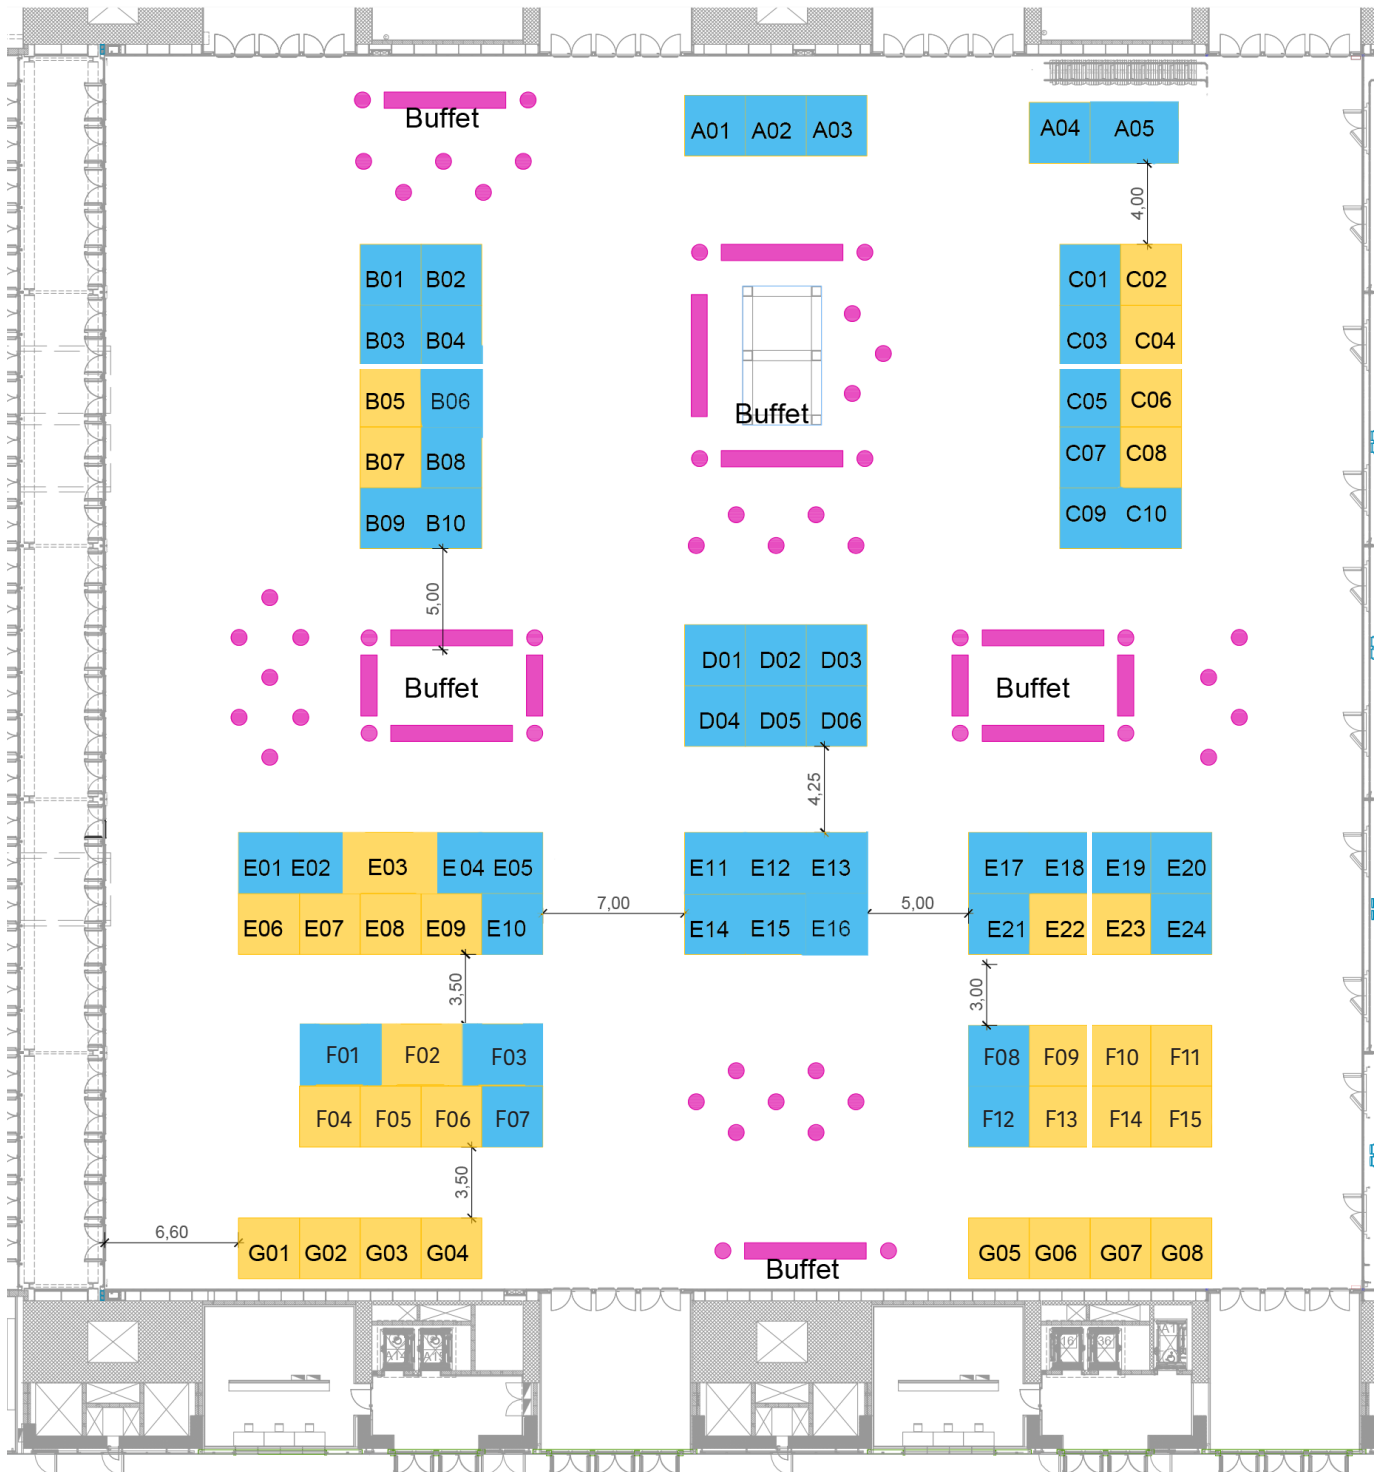 Buffet
A01 A02 A03
A04 A05
4,00
B01 B02
B03 B04
B05 B06
B07 B08
B09 B10
5,00
Buffet
C01 C02
C03 C04
C05 C06
C07 C08
C09 C10
Buffet
D01 D02 D03
D04 D05 D06
4,25
Buffet
E01 E02 E03 E04 E05
E06 E07 E08 E09 E10
7,00
E11 E12 E13
E14 E15 E16
5,00
E17 E18 E19 E20
E21 E22 E23 E24
3,50
3,00
F01 F02 F03
F04 F05 F06 F07
F08 F09 F10 F11
F12 F13 F14 F15
3,50
6,60
G01 G02 G03 G04
Buffet
G05 G06 G07 G08